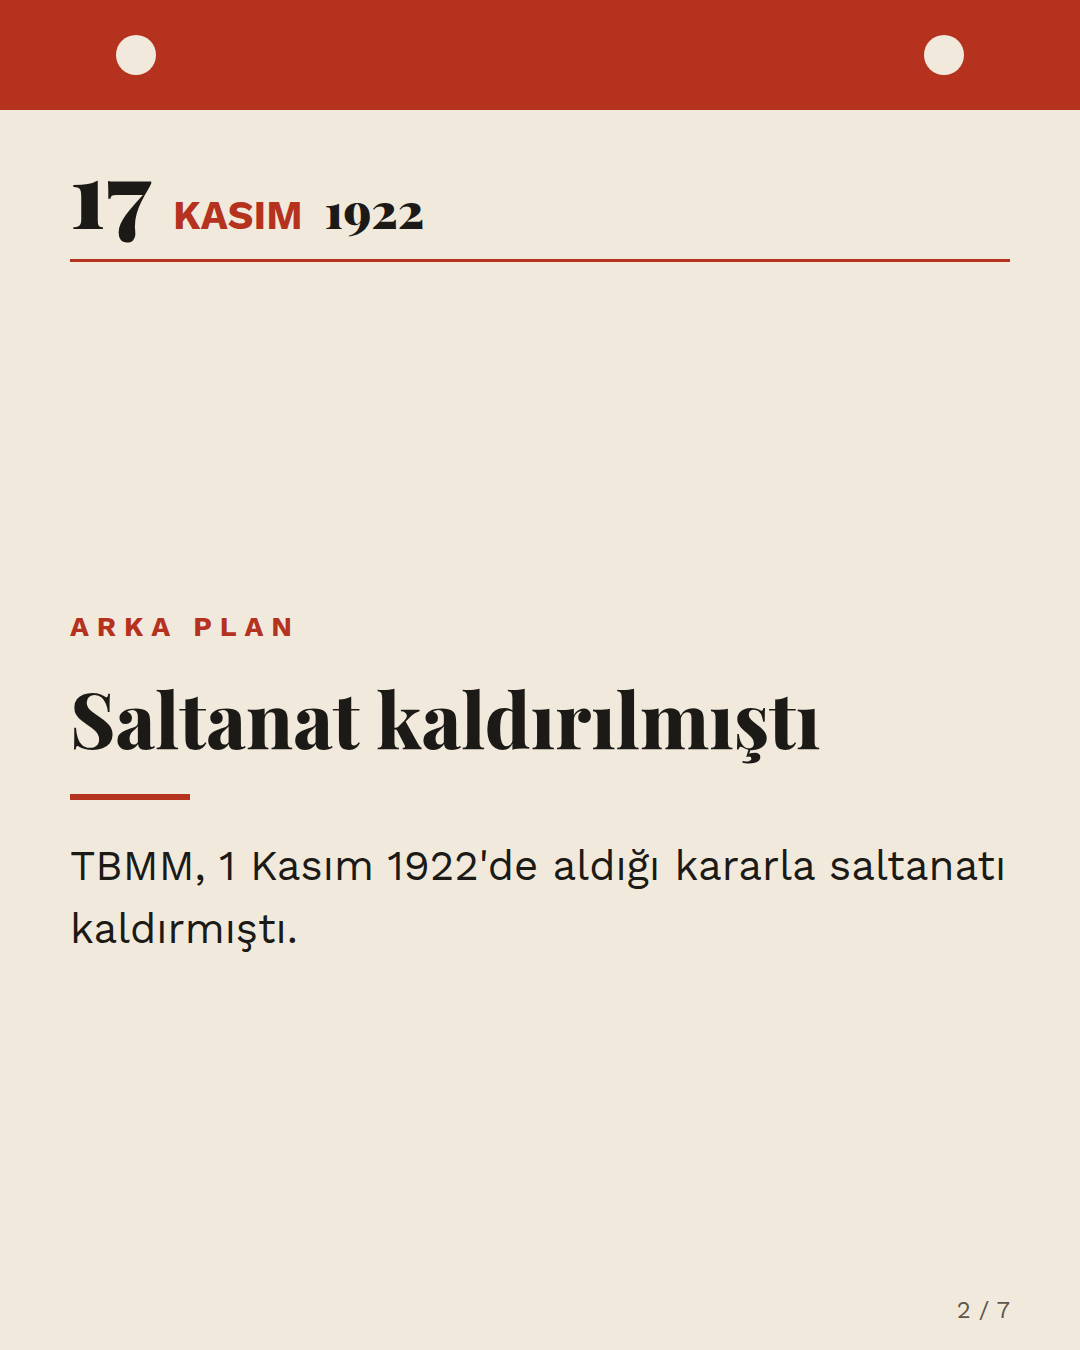 17 KASIM 1922
ARKA PLAN
Saltanat kaldırılmıştı
TBMM, 1 Kasım 1922'de aldığı kararla saltanatı
kaldırmıştı.
2 / 7